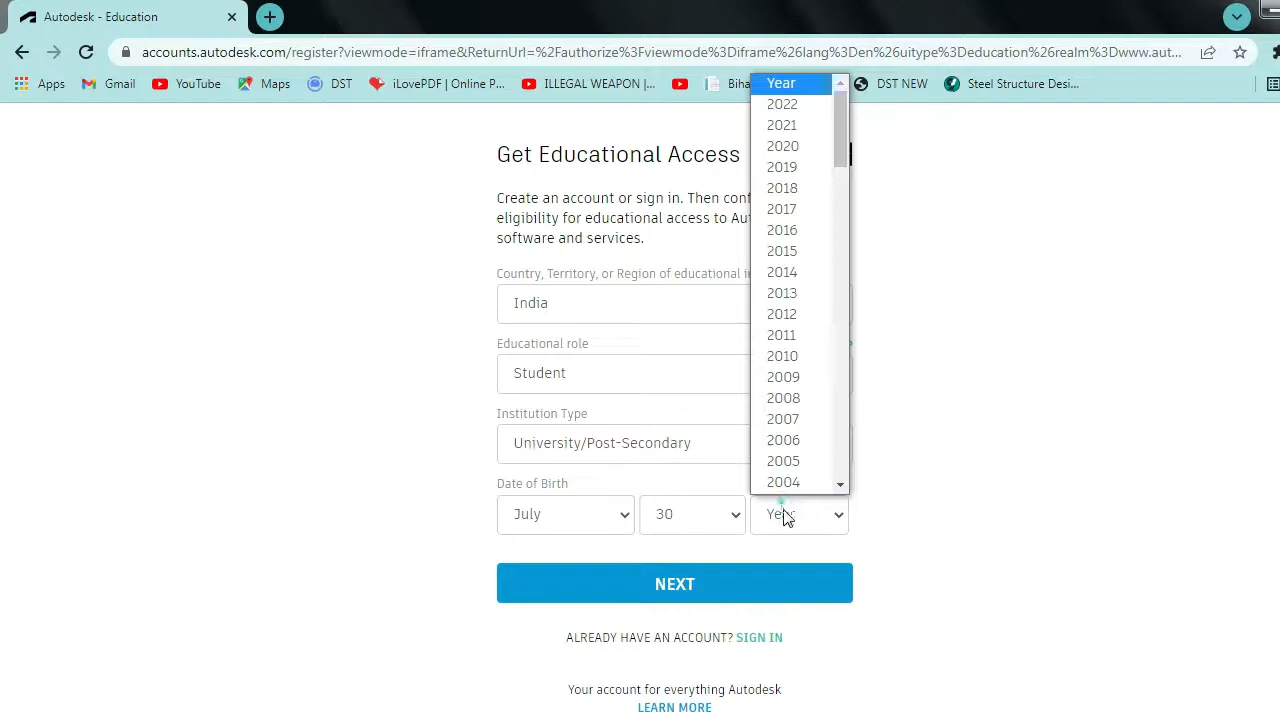 Autodesk - Education
accounts.autodesk.com/register?viewmode=iframe&ReturnUrl=%2Fauthorize%3Fviewmode%3Diframe%26lang%3Den%26uitype%3Deducation%26realm%3Dwww.aut...
Apps
Gmail
YouTube
Maps
DST
iLovePDF | Online P...
ILLEGAL WEAPON |...
Biha
DST NEW
Steel Structure Desi...
Get Educational Access
Create an account or sign in. Then conf
eligibility for educational access to Au
software and services.
Country, Territory, or Region of educational in
India
Educational role
Student
Institution Type
University/Post-Secondary
Date of Birth
July
30
Year
Year
2022
2021
2020
2019
2018
2017
2016
2015
2014
2013
2012
2011
2010
2009
2008
2007
2006
2005
2004
NEXT
ALREADY HAVE AN ACCOUNT? SIGN IN
Your account for everything Autodesk
LEARN MORE